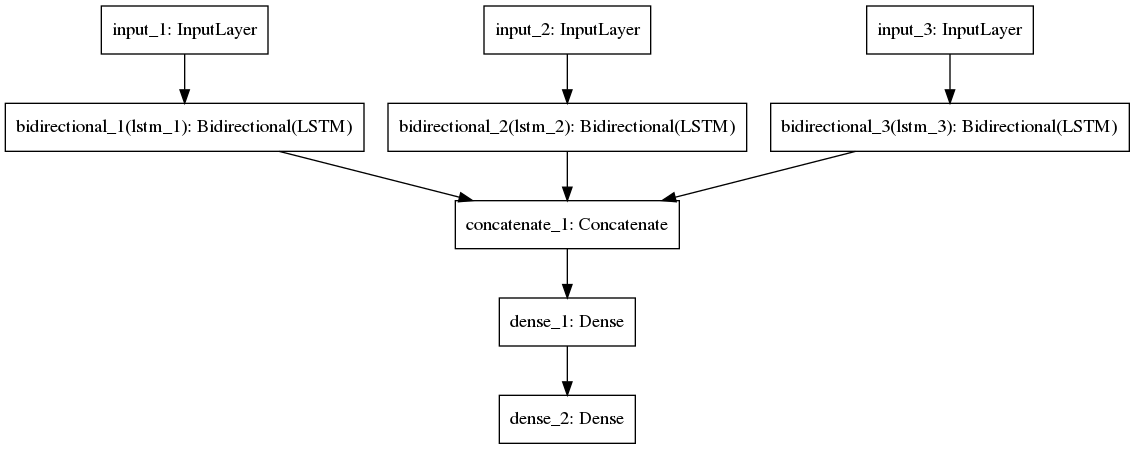 input_1: InputLayer
input_2: InputLayer
input_3: InputLayer
bidirectional_1(lstm_1): Bidirectional(LSTM)
bidirectional_2(lstm_2): Bidirectional(LSTM)
bidirectional_3(lstm_3): Bidirectional(LSTM)
concatenate_1: Concatenate
dense_1: Dense
dense_2: Dense